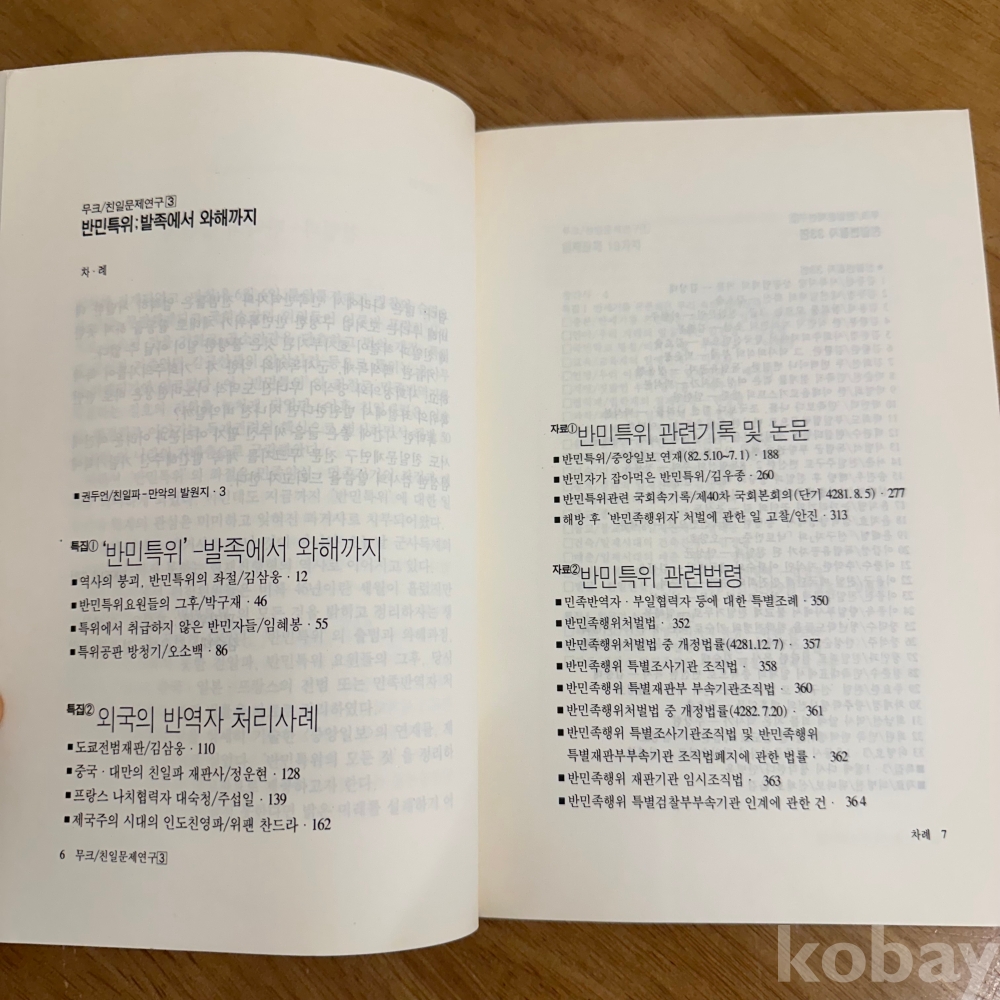 무크/친일문제연구③
반민특위;발족에서 와해까지
차·례
■권두언/친일파-만악의 발원지·3
특집① '반민특위'-발족에서 와해까지
■역사의 붕괴, 반민특위의 좌절/김삼웅·12
■반민특위요원들의 그후/박구재·46
■특위에서 취급하지 않은 반민자들/임혜봉·55
■특위공판 방청기/오소백·86
특집② 외국의 반역자 처리사례
■도쿄전범재판/김삼웅·110
■중국·대만의 친일파 재판사/정운현·128
■프랑스 나치협력자 대숙청/주섭일·139
■제국주의 시대의 인도친영파/위팬 찬드라·162
6 무크/친일문제연구③
자료① 반민특위 관련기록 및 논문
■반민특위/중앙일보 연재(82.5.10~7.1)·188
■반민자가 잡아먹은 반민특위/김우종·260
■반민특위관련 국회속기록/제40차 국회본회의(단기 4281.8.5)·277
■해방 후 '반민족행위자' 처벌에 관한 일 고찰/안진·313
자료② 반민특위 관련법령
■민족반역자·부일협력자 등에 대한 특별조례·350
■반민족행위처벌법·352
■반민족행위처벌법 중 개정법률(4281.12.7)·357
■반민족행위 특별조사기관 조직법·358
■반민족행위 특별재판부 부속기관조직법·360
■반민족행위처벌법 중 개정법률(4282.7.20)·361
■반민족행위 특별조사기관조직법 및 반민족행위
특별재판부부속기관 조직법폐지에 관한 법률·362
■반민족행위 재판기관 임시조직법·363
■반민족행위 특별검찰부부속기관 인계에 관한 건·364
차례 7
kobay